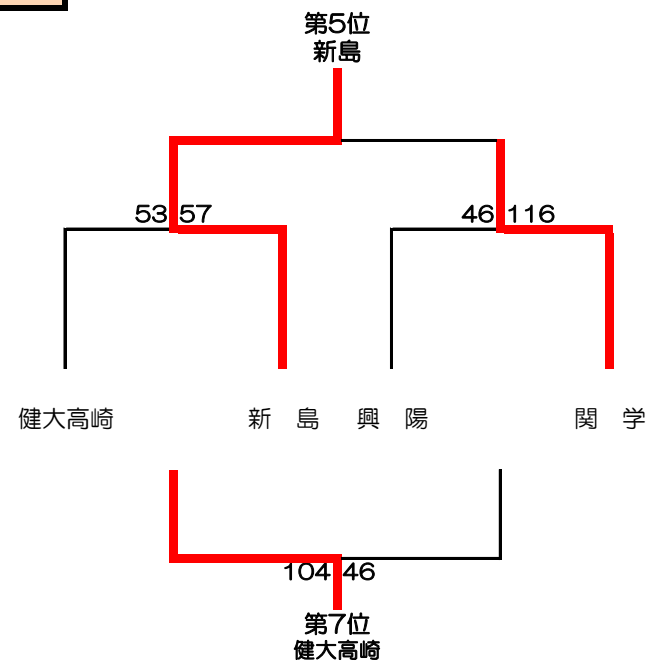 第5位
新島
53 57
46 116
健大高崎
新 島
興 陽
関 学
104 46
第7位
健大高崎